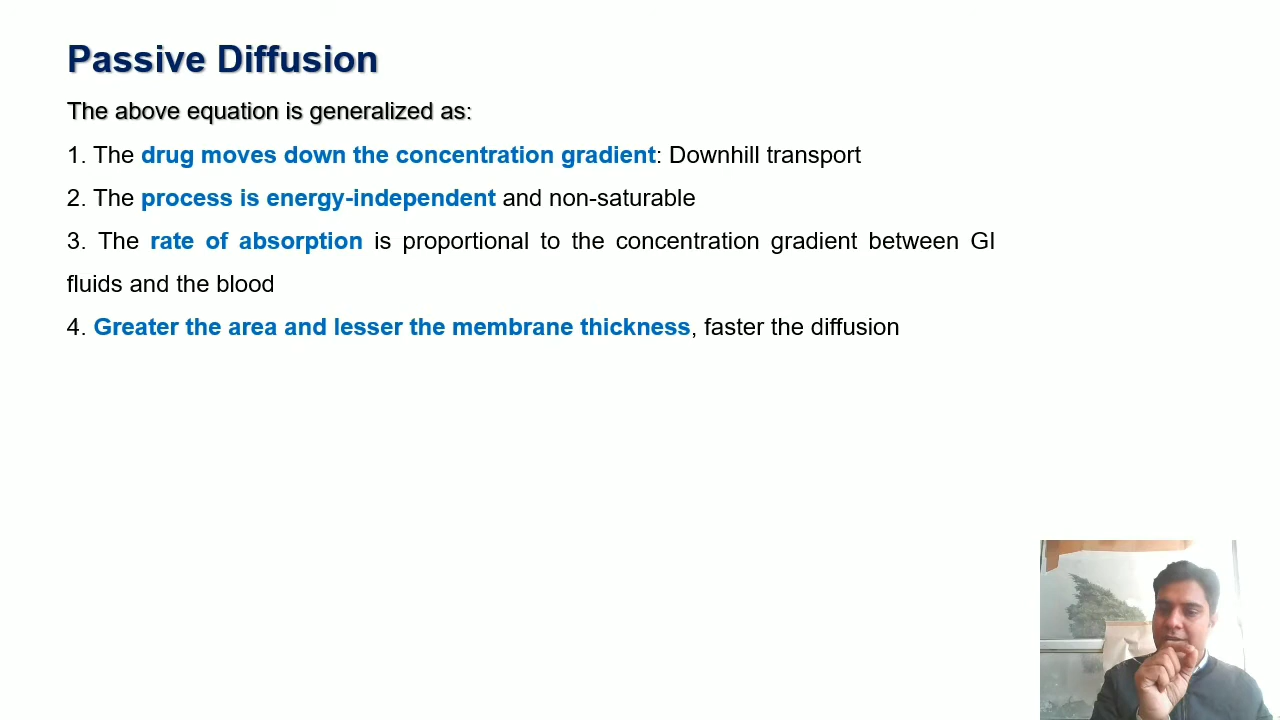 Passive Diffusion
The above equation is generalized as:
1. The drug moves down the concentration gradient: Downhill transport
2. The process is energy-independent and non-saturable
3. The rate of absorption is proportional to the concentration gradient between GI
fluids and the blood
4. Greater the area and lesser the membrane thickness, faster the diffusion